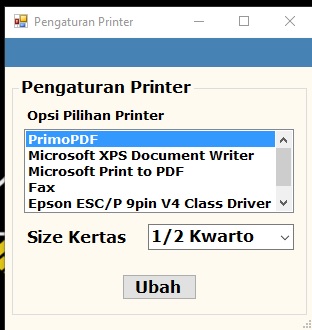 Pengaturan Printer
Pengaturan Printer
Opsi Pilihan Printer
PrimoPDF
Microsoft XPS Document Writer
Microsoft Print to PDF
Fax
Epson ESC/P 9pin V4 Class Driver
Size Kertas
1/2 Kwarto
Ubah